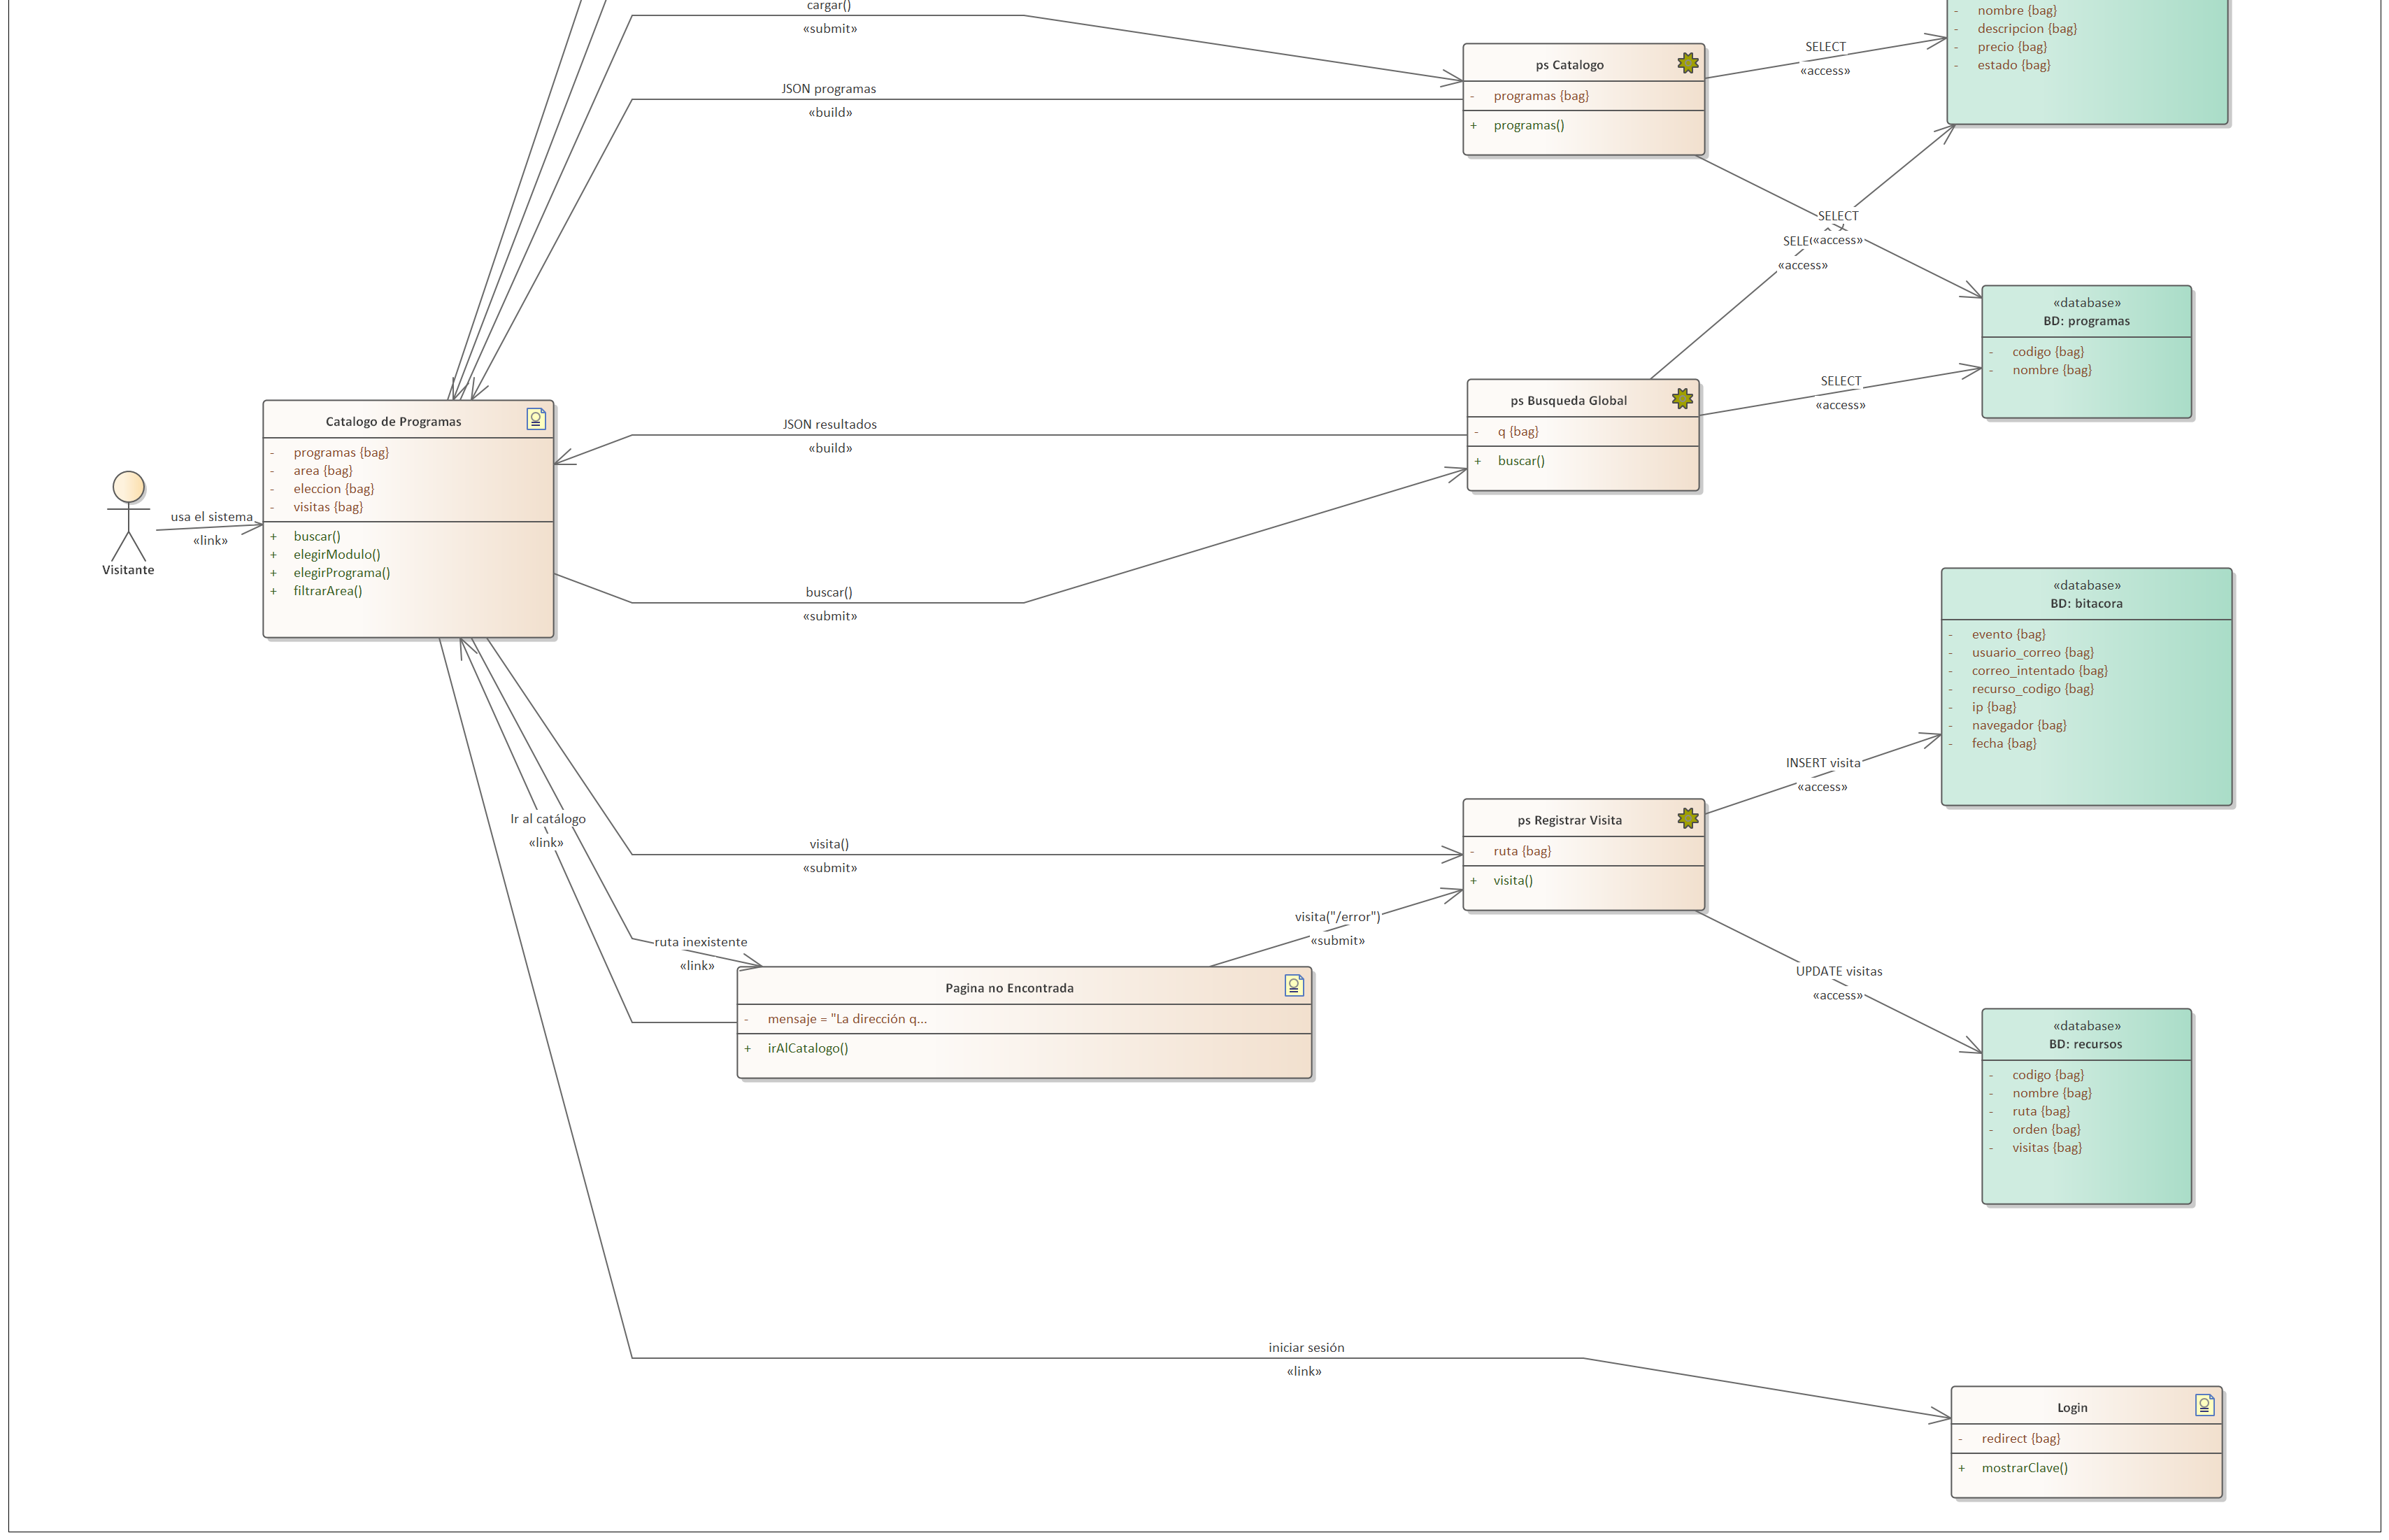 cargar()
«submit»
JSON programas
«build»
ps Catalogo
- programas {bag}
+ programas()
SELECT
«access»
- nombre {bag}
- descripcion {bag}
- precio {bag}
- estado {bag}
SELECT
«access»
«access»
«database»
BD: programas
- codigo {bag}
- nombre {bag}
ps Busqueda Global
- q {bag}
+ buscar()
SELECT
«access»
JSON resultados
«build»
Catalogo de Programas
- programas {bag}
- area {bag}
- eleccion {bag}
- visitas {bag}
+ buscar()
+ elegirModulo()
+ elegirPrograma()
+ filtrarArea()
usa el sistema
«link»
Visitante
buscar()
«submit»
«database»
BD: bitacora
- evento {bag}
- usuario_correo {bag}
- correo_intentado {bag}
- recurso_codigo {bag}
- ip {bag}
- navegador {bag}
- fecha {bag}
INSERT visita
«access»
Ir al catálogo
«link»
visita()
«submit»
ps Registrar Visita
- ruta {bag}
+ visita()
visita("/error")
«submit»
ruta inexistente
«link»
Pagina no Encontrada
- mensaje = "La dirección q...
+ irAlCatalogo()
UPDATE visitas
«access»
«database»
BD: recursos
- codigo {bag}
- nombre {bag}
- ruta {bag}
- orden {bag}
- visitas {bag}
iniciar sesión
«link»
Login
- redirect {bag}
+ mostrarClave()